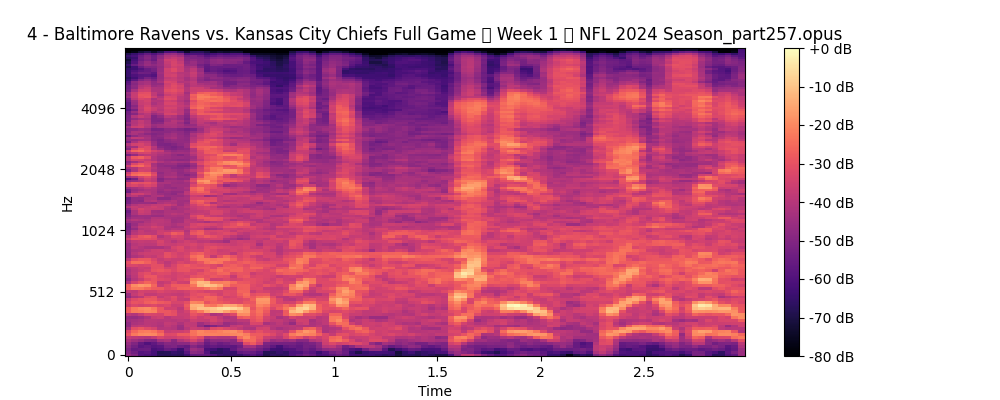 4 - Baltimore Ravens vs. Kansas City Chiefs Full Game ▯ Week 1 ▯ NFL 2024 Season_part257.opus
+0 dB
-10 dB
-20 dB
-30 dB
-40 dB
-50 dB
-60 dB
-70 dB
-80 dB
Hz
4096
2048
1024
512
0
0 0.5 1 1.5 2 2.5
Time